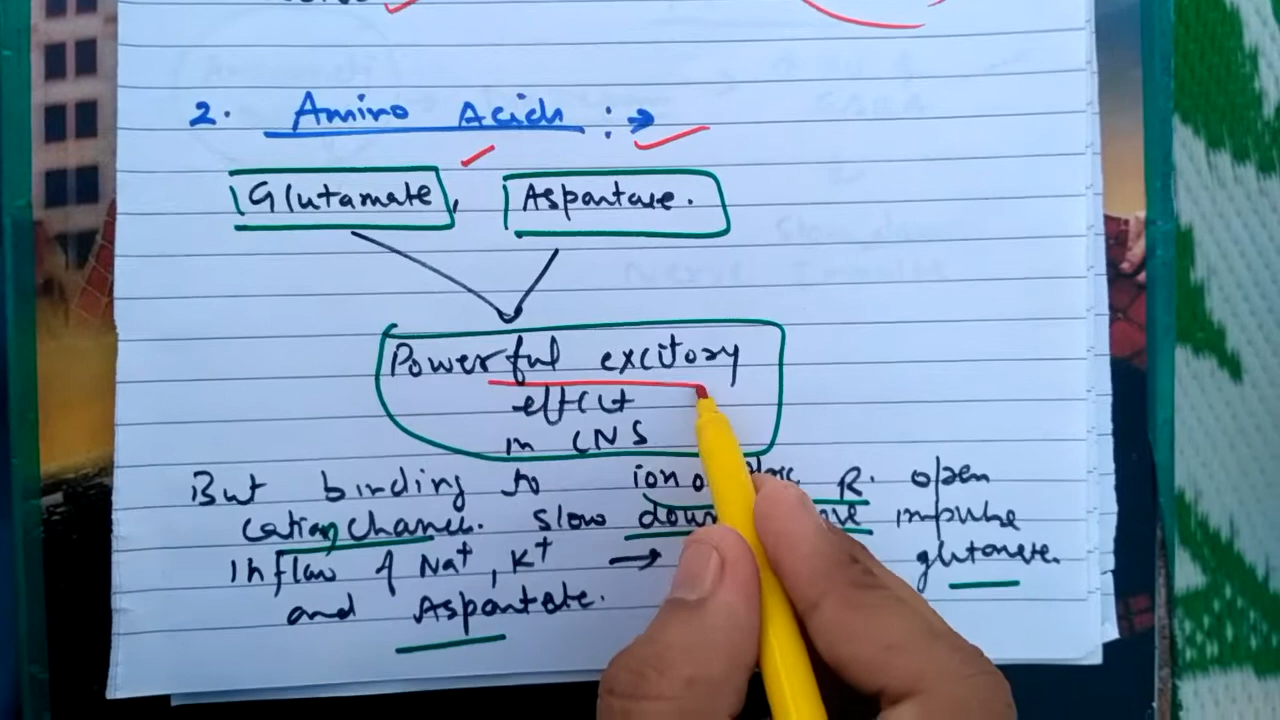 2. Amino Acids :→
Glutamate, Aspartate.
Powerful excitory
effect
in CNS
But binding to R. open
cation channel. slow down impulse
inflow of Na⁺, K⁺ → glutamate.
and Aspartate.